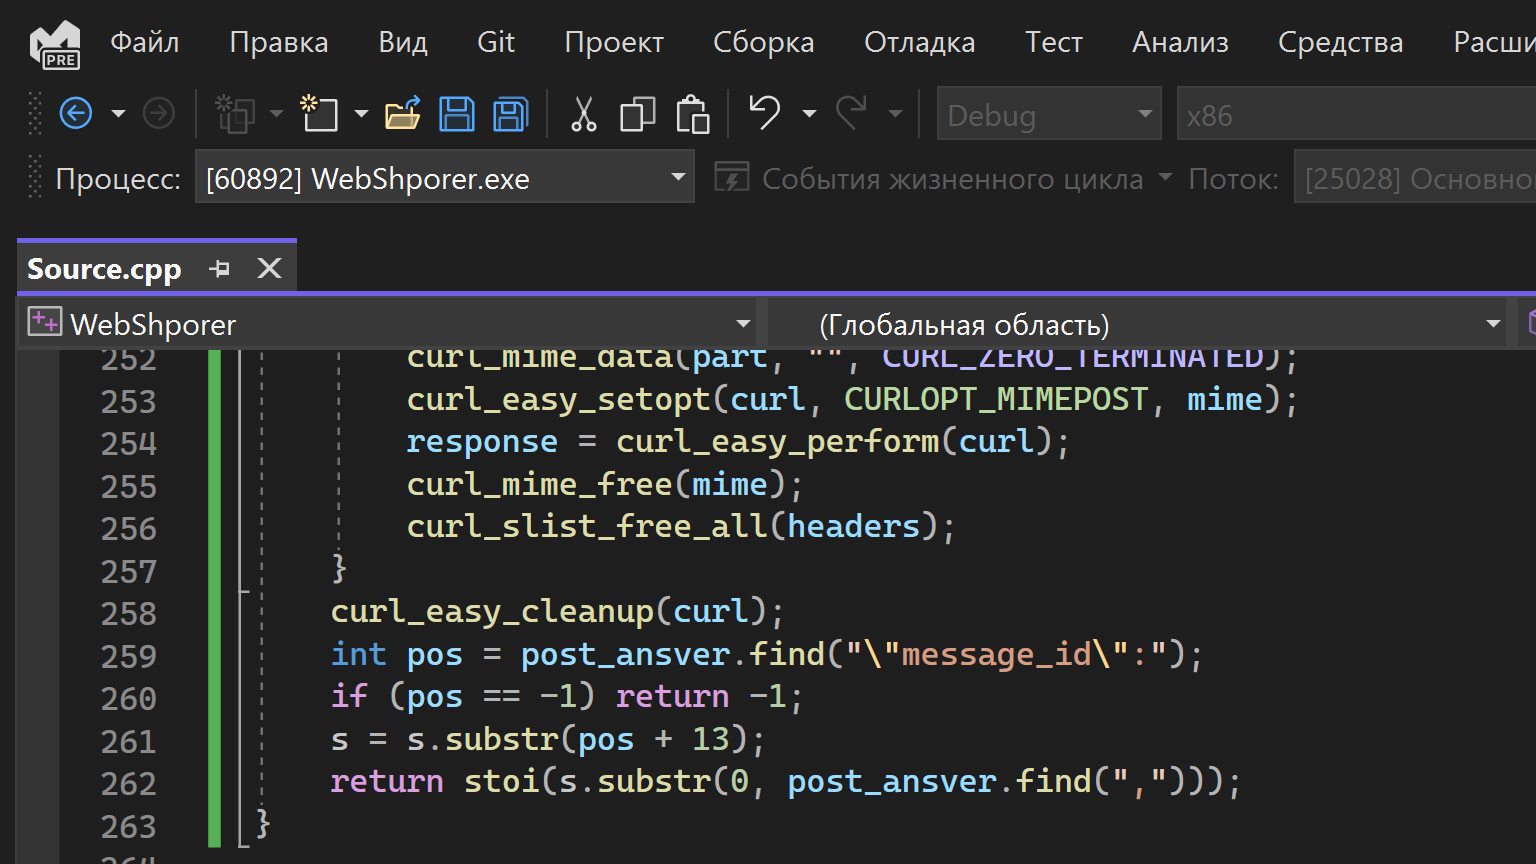 PRE
Файл Правка Вид Git Проект Сборка Отладка Тест Анализ Средства Расши
Debug x86
Процесс: [60892] WebShporer.exe События жизненного цикла Поток: [25028] Основно
Source.cpp
WebShporer (Глобальная область)
252 curl_mime_data(part, "", CURL_ZERO_TERMINATED);
253 curl_easy_setopt(curl, CURLOPT_MIMEPOST, mime);
254 response = curl_easy_perform(curl);
255 curl_mime_free(mime);
256 curl_slist_free_all(headers);
257 }
258 curl_easy_cleanup(curl);
259 int pos = post_ansver.find("\"message_id\":");
260 if (pos == -1) return -1;
261 s = s.substr(pos + 13);
262 return stoi(s.substr(0, post_ansver.find(",")));
263 }
264